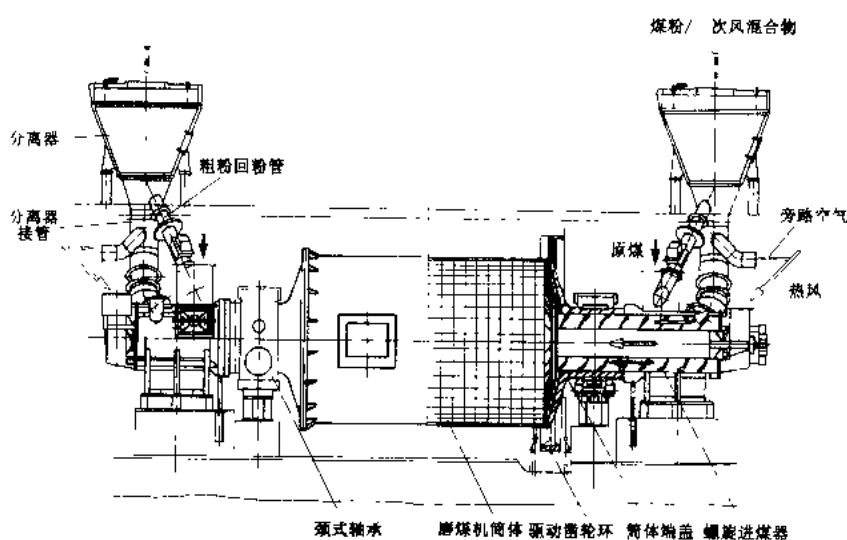 煤粉/ 次风混合物
分离器
粗粉回粉管
分离器
接管
旁路空气
原煤
热风
颈式轴承
磨煤机筒体
驱动齿轮环
筒体端盖
螺旋进煤器